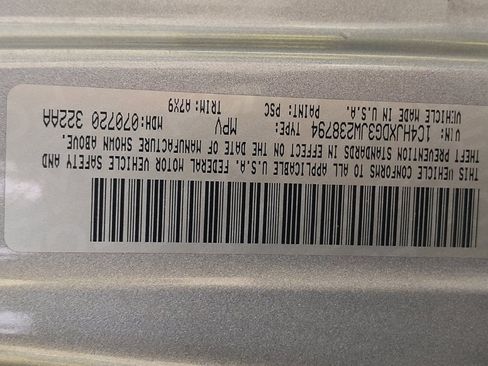 THIS VEHICLE CONFORMS TO ALL APPLICABLE U.S.A. FEDERAL MOTOR VEHICLE SAFETY AND
THEFT PREVENTION STANDARDS IN EFFECT ON THE DATE OF MANUFACTURE SHOWN ABOVE.
VIN: 1C4HJXDG3JW238794 TYPE: MPV MDH:070720 322AA
VEHICLE MADE IN U.S.A. PAINT: PSC TRIM: A7X9